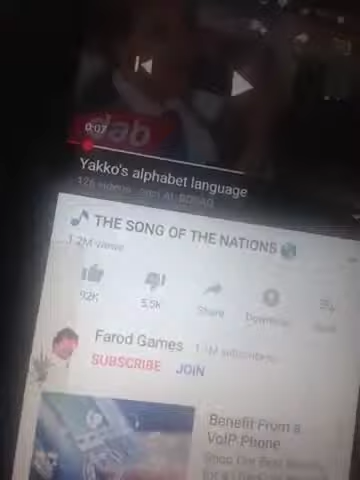 dab
0:07
Yakko's alphabet language
🎵 THE SONG OF THE NATIONS 🌎
1.2M views
92K
5.5K
Share
Download
Farod Games
SUBSCRIBE JOIN
Benefit From a
VoIP Phone